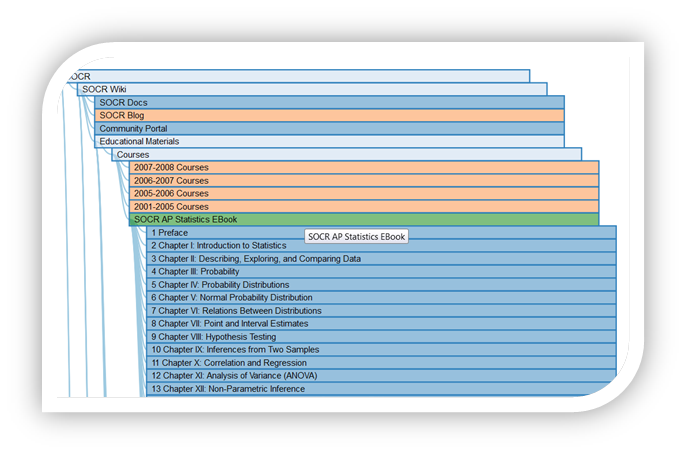 OCR
SOCR Wiki
SOCR Docs
SOCR Blog
Community Portal
Educational Materials
Courses
2007-2008 Courses
2006-2007 Courses
2005-2006 Courses
2001-2005 Courses
SOCR AP Statistics EBook
1 Preface
SOCR AP Statistics EBook
2 Chapter I: Introduction to Statistics
3 Chapter II: Describing, Exploring, and Comparing Data
4 Chapter III: Probability
5 Chapter IV: Probability Distributions
6 Chapter V: Normal Probability Distribution
7 Chapter VI: Relations Between Distributions
8 Chapter VII: Point and Interval Estimates
9 Chapter VIII: Hypothesis Testing
10 Chapter IX: Inferences from Two Samples
11 Chapter X: Correlation and Regression
12 Chapter XI: Analysis of Variance (ANOVA)
13 Chapter XII: Non-Parametric Inference